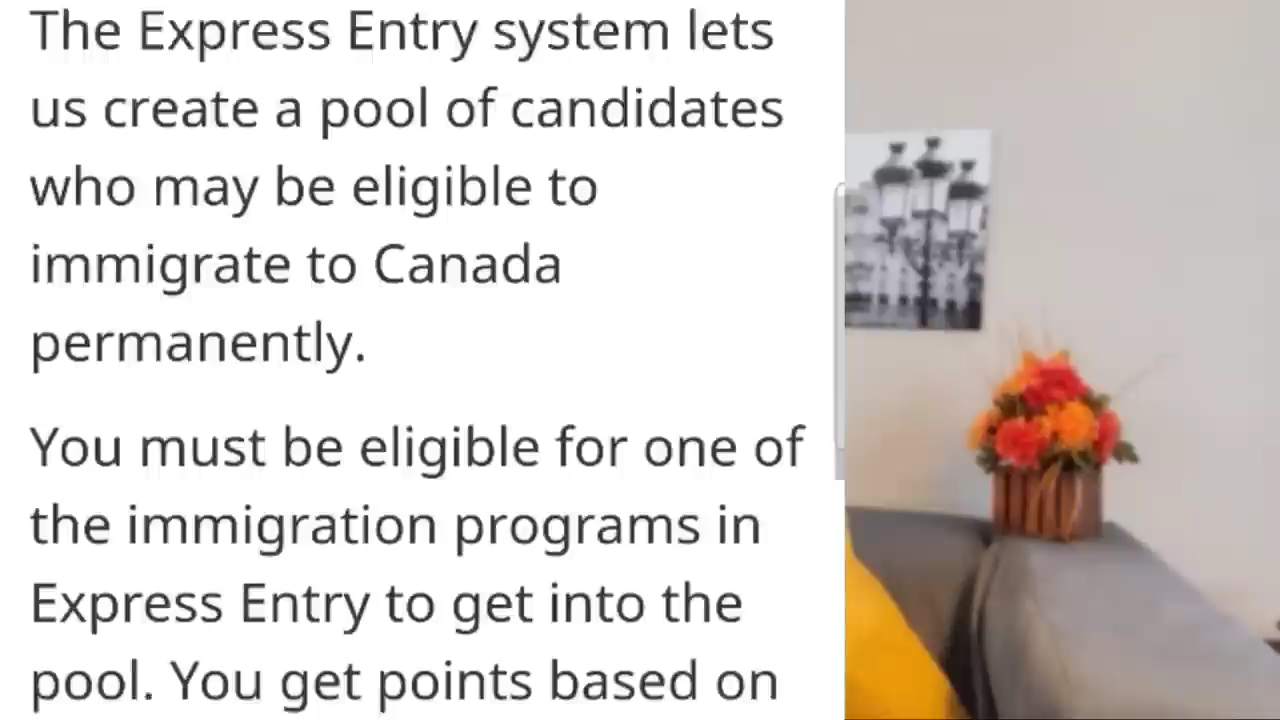 The Express Entry system lets
us create a pool of candidates
who may be eligible to
immigrate to Canada
permanently.
You must be eligible for one of
the immigration programs in
Express Entry to get into the
pool. You get points based on